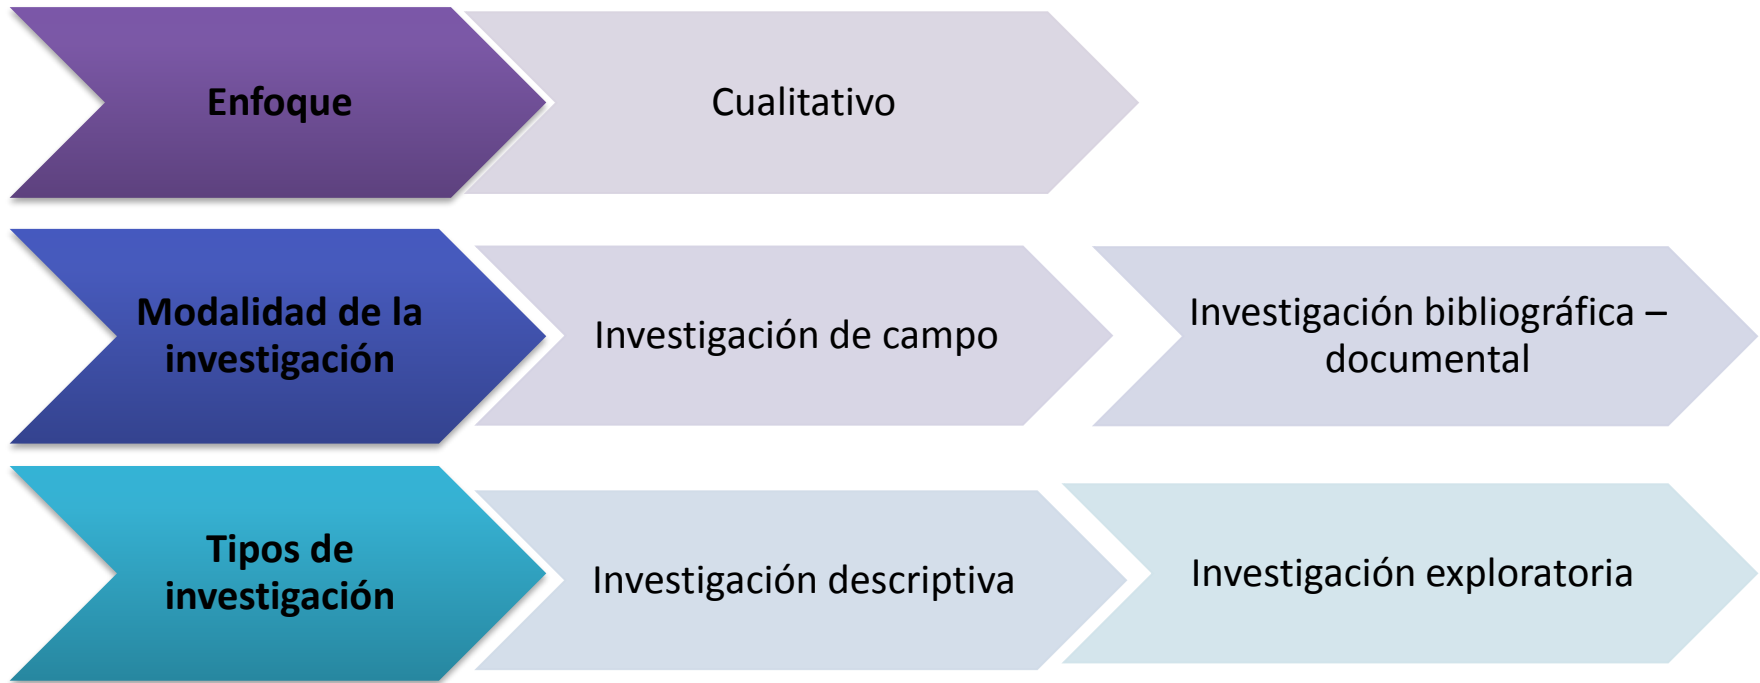 Enfoque
Cualitativo
Modalidad de la
investigación
Investigación de campo
Investigación bibliográfica –
documental
Tipos de
investigación
Investigación descriptiva
Investigación exploratoria